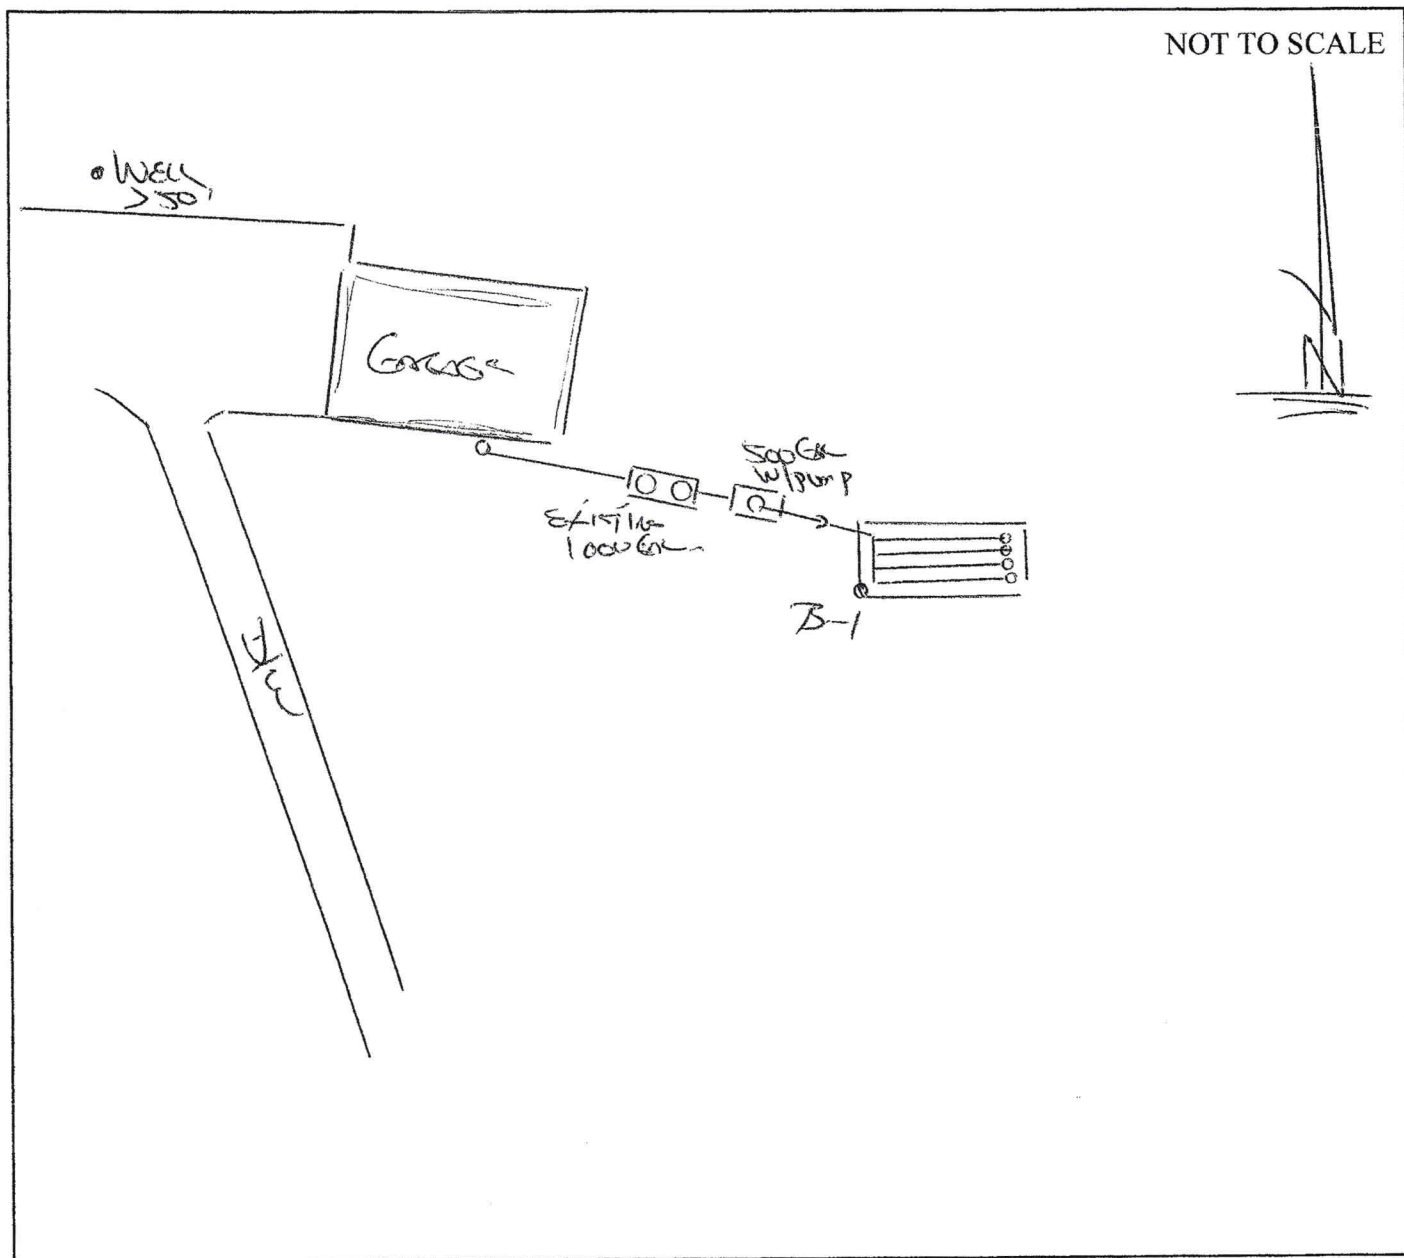 NOT TO SCALE
WELL
>50'
GARAGE
N
500 GAL
W/pump
EXISTING
1000 GAL
B-1
D/W